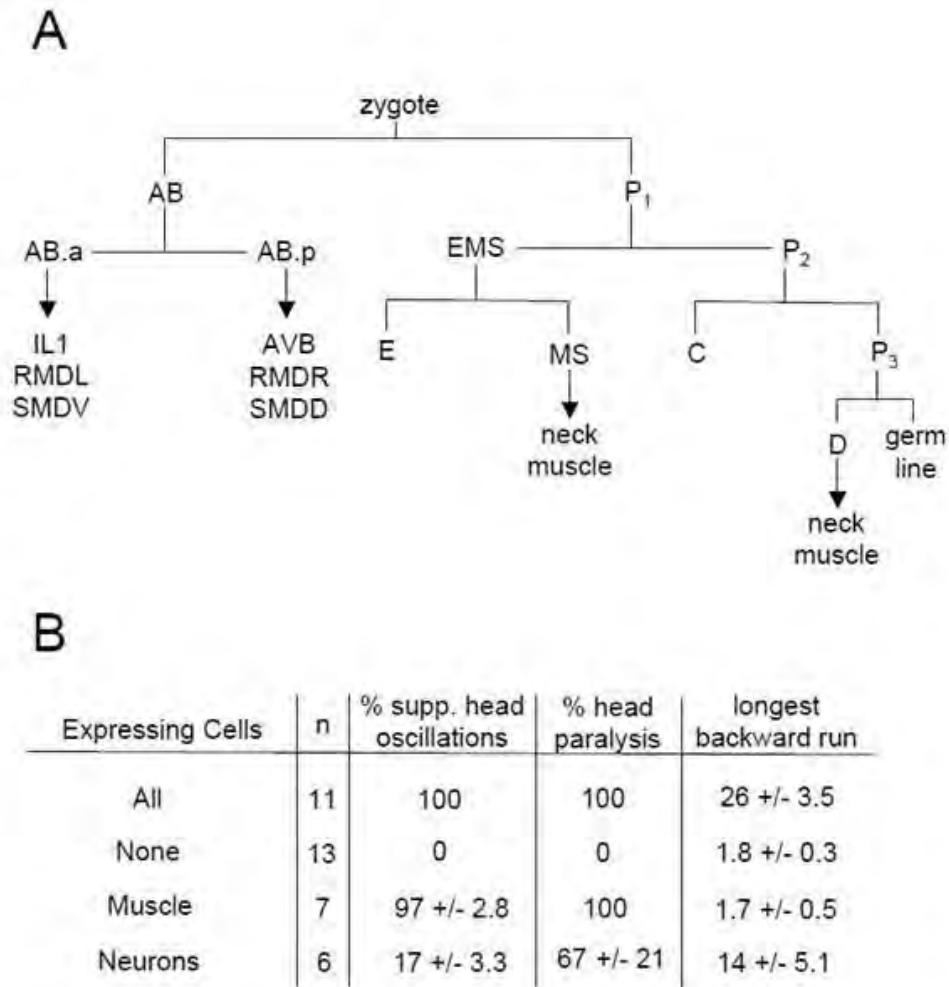 A
zygote
AB P₁
AB.a AB.p EMS P₂
IL1 AVB E MS C P₃
RMDL RMDR
SMDV SMDD
neck D germ
muscle line
neck
muscle
B
Expressing Cells n % supp. head oscillations % head paralysis longest backward run
All 11 100 100 26 +/- 3.5
None 13 0 0 1.8 +/- 0.3
Muscle 7 97 +/- 2.8 100 1.7 +/- 0.5
Neurons 6 17 +/- 3.3 67 +/- 21 14 +/- 5.1